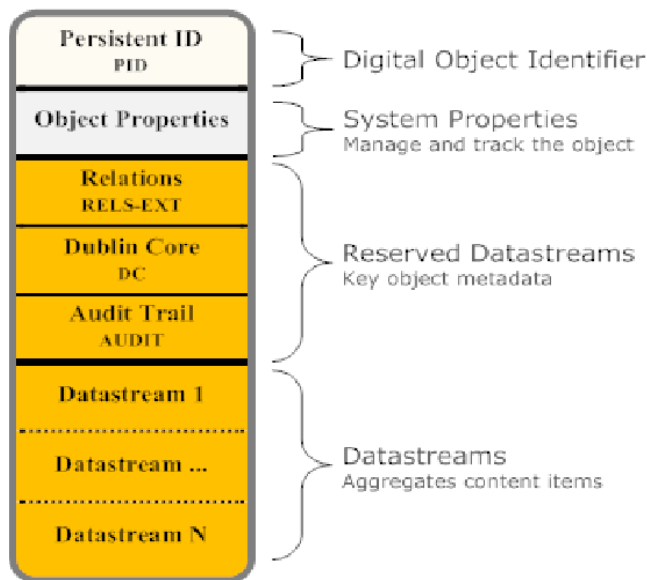 Persistent ID
PID
Digital Object Identifier
Object Properties
System Properties
Manage and track the object
Relations
RELS-EXT
Dublin Core
DC
Audit Trail
AUDIT
Reserved Datastreams
Key object metadata
Datastream 1
Datastream ...
Datastream N
Datastreams
Aggregates content items